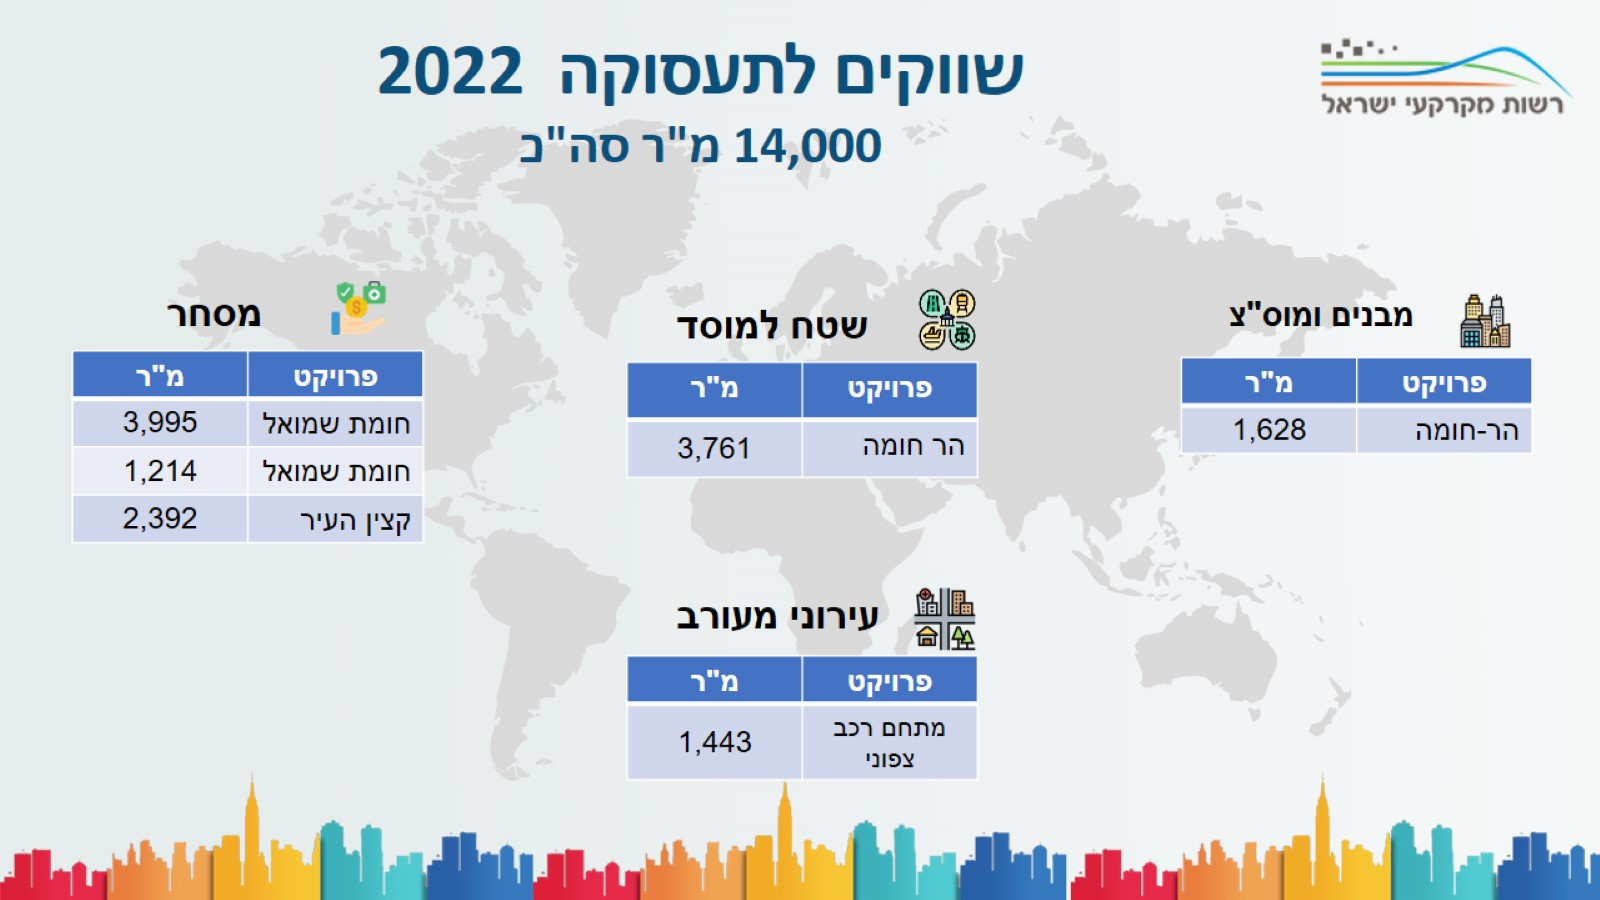 שווקים לתעסוקה 2022
14,000 מ"ר סה"כ
רשות מקרקעי ישראל
מבנים ומוס"צ
פרויקט מ"ר
הר-חומה 1,628
שטח למוסד
פרויקט מ"ר
הר חומה 3,761
מסחר
פרויקט מ"ר
חומת שמואל 3,995
חומת שמואל 1,214
קצין העיר 2,392
עירוני מעורב
פרויקט מ"ר
מתחם רכב 1,443
צפוני